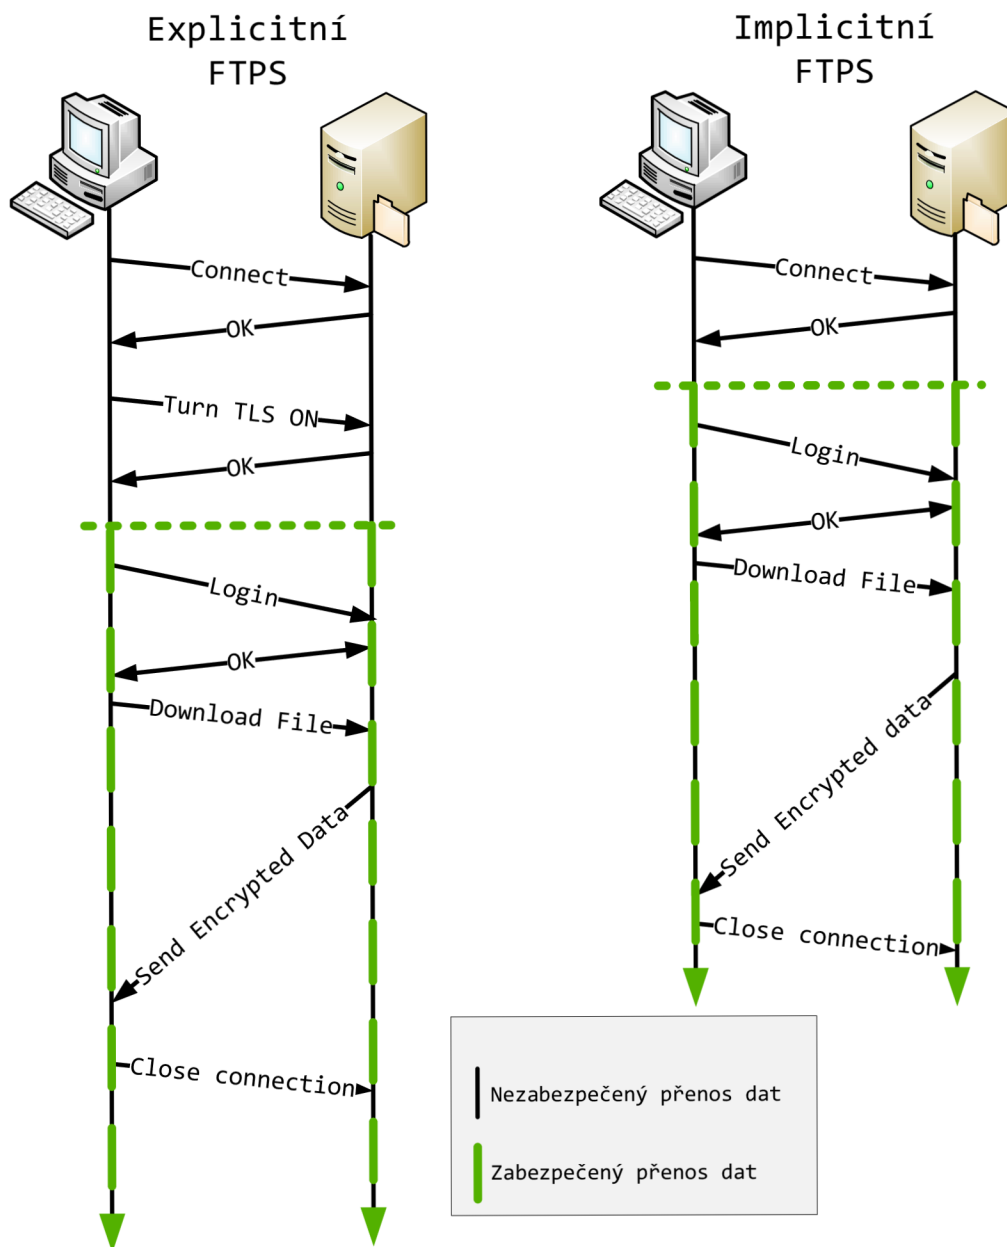 Explicitní
FTPS
Connect
OK
Turn TLS ON
OK
Login
OK
Download File
Send Encrypted Data
Close connection
Implicitní
FTPS
Connect
OK
Login
OK
Download File
Send Encrypted data
Close connection
Nezabezpečený přenos dat
Zabezpečený přenos dat